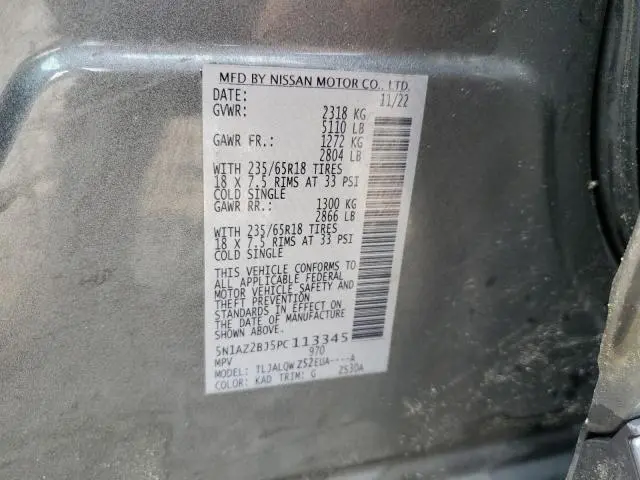 MFD BY NISSAN MOTOR CO., LTD.
DATE: 11/22
GVWR: 2318 KG
5110 LB
GAWR FR.: 1272 KG
2804 LB
WITH 235/65R18 TIRES
18 X 7.5 RIMS AT 33 PSI
COLD SINGLE
GAWR RR.: 1300 KG
2866 LB
WITH 235/65R18 TIRES
18 X 7.5 RIMS AT 33 PSI
COLD SINGLE
THIS VEHICLE CONFORMS TO
ALL APPLICABLE FEDERAL
MOTOR VEHICLE SAFETY AND
THEFT PREVENTION
STANDARDS IN EFFECT ON
THE DATE OF MANUFACTURE
SHOWN ABOVE.
5N1AZ2BJ5PC113345
MPV 970
MODEL: TLJALQW Z52EUA----A
COLOR: KAD TRIM: G Z53DA